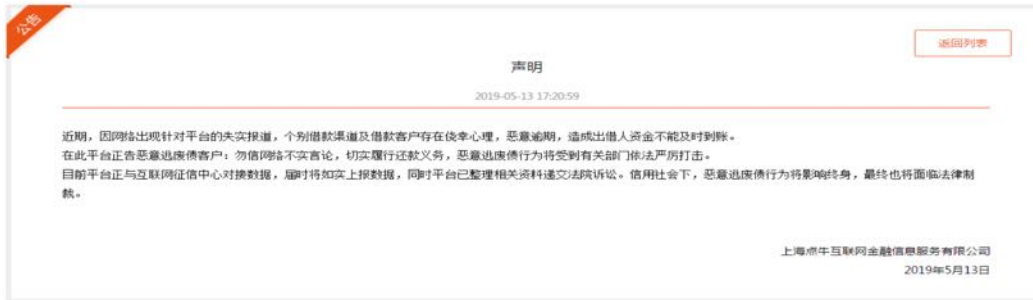 公告
返回列表
声明
2019-05-13 17:20:59
近期，因网络出现针对平台的失实报道，个别借款渠道及借款客户存在侥幸心理，恶意逾期，造成出借人资金不能及时到账。
在此平台正告恶意逃废债客户：勿信网络不实言论，切实履行还款义务，恶意逃废债行为将受到有关部门依法严厉打击。
目前平台正与互联网征信中心对接数据，届时将如实上报数据，同时平台已整理相关资料递交法院诉讼。信用社会下，恶意逃废债行为将影响终身，最终也将面临法律制
裁。
上海点牛互联网金融信息服务有限公司
2019年5月13日